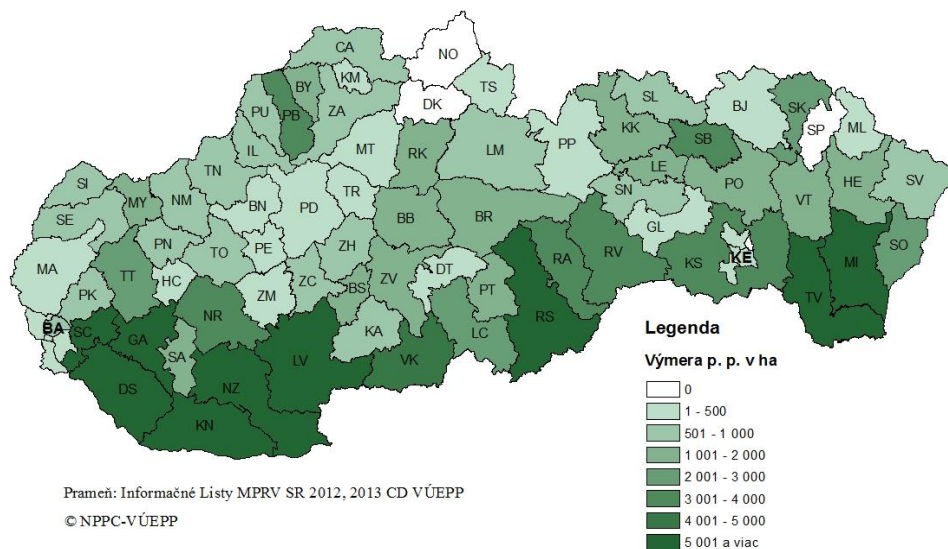 CA
NO
KM
BY
TS
PU
PB
ZA
DK
SL
BJ
SK
SP
ML
IL
MT
RK
LM
PP
KK
SB
TN
LE
SI
MY
NM
BN
PD
TR
SN
PO
VT
HE
SV
SE
BB
BR
GL
PN
TO
PE
ZH
MA
TT
HC
RA
RV
KS
KE
MI
SO
PK
ZM
ZC
BS
ZV
DT
PT
TV
BA
SC
GA
NR
LV
KA
VK
LC
RS
SA
DS
NZ
KN
Legenda
Výmera p. p. v ha
0
1 - 500
501 - 1 000
1 001 - 2 000
2 001 - 3 000
3 001 - 4 000
4 001 - 5 000
5 001 a viac
Prameň: Informačné Listy MPRV SR 2012, 2013 CD VÚEPP
© NPPC-VÚEPP